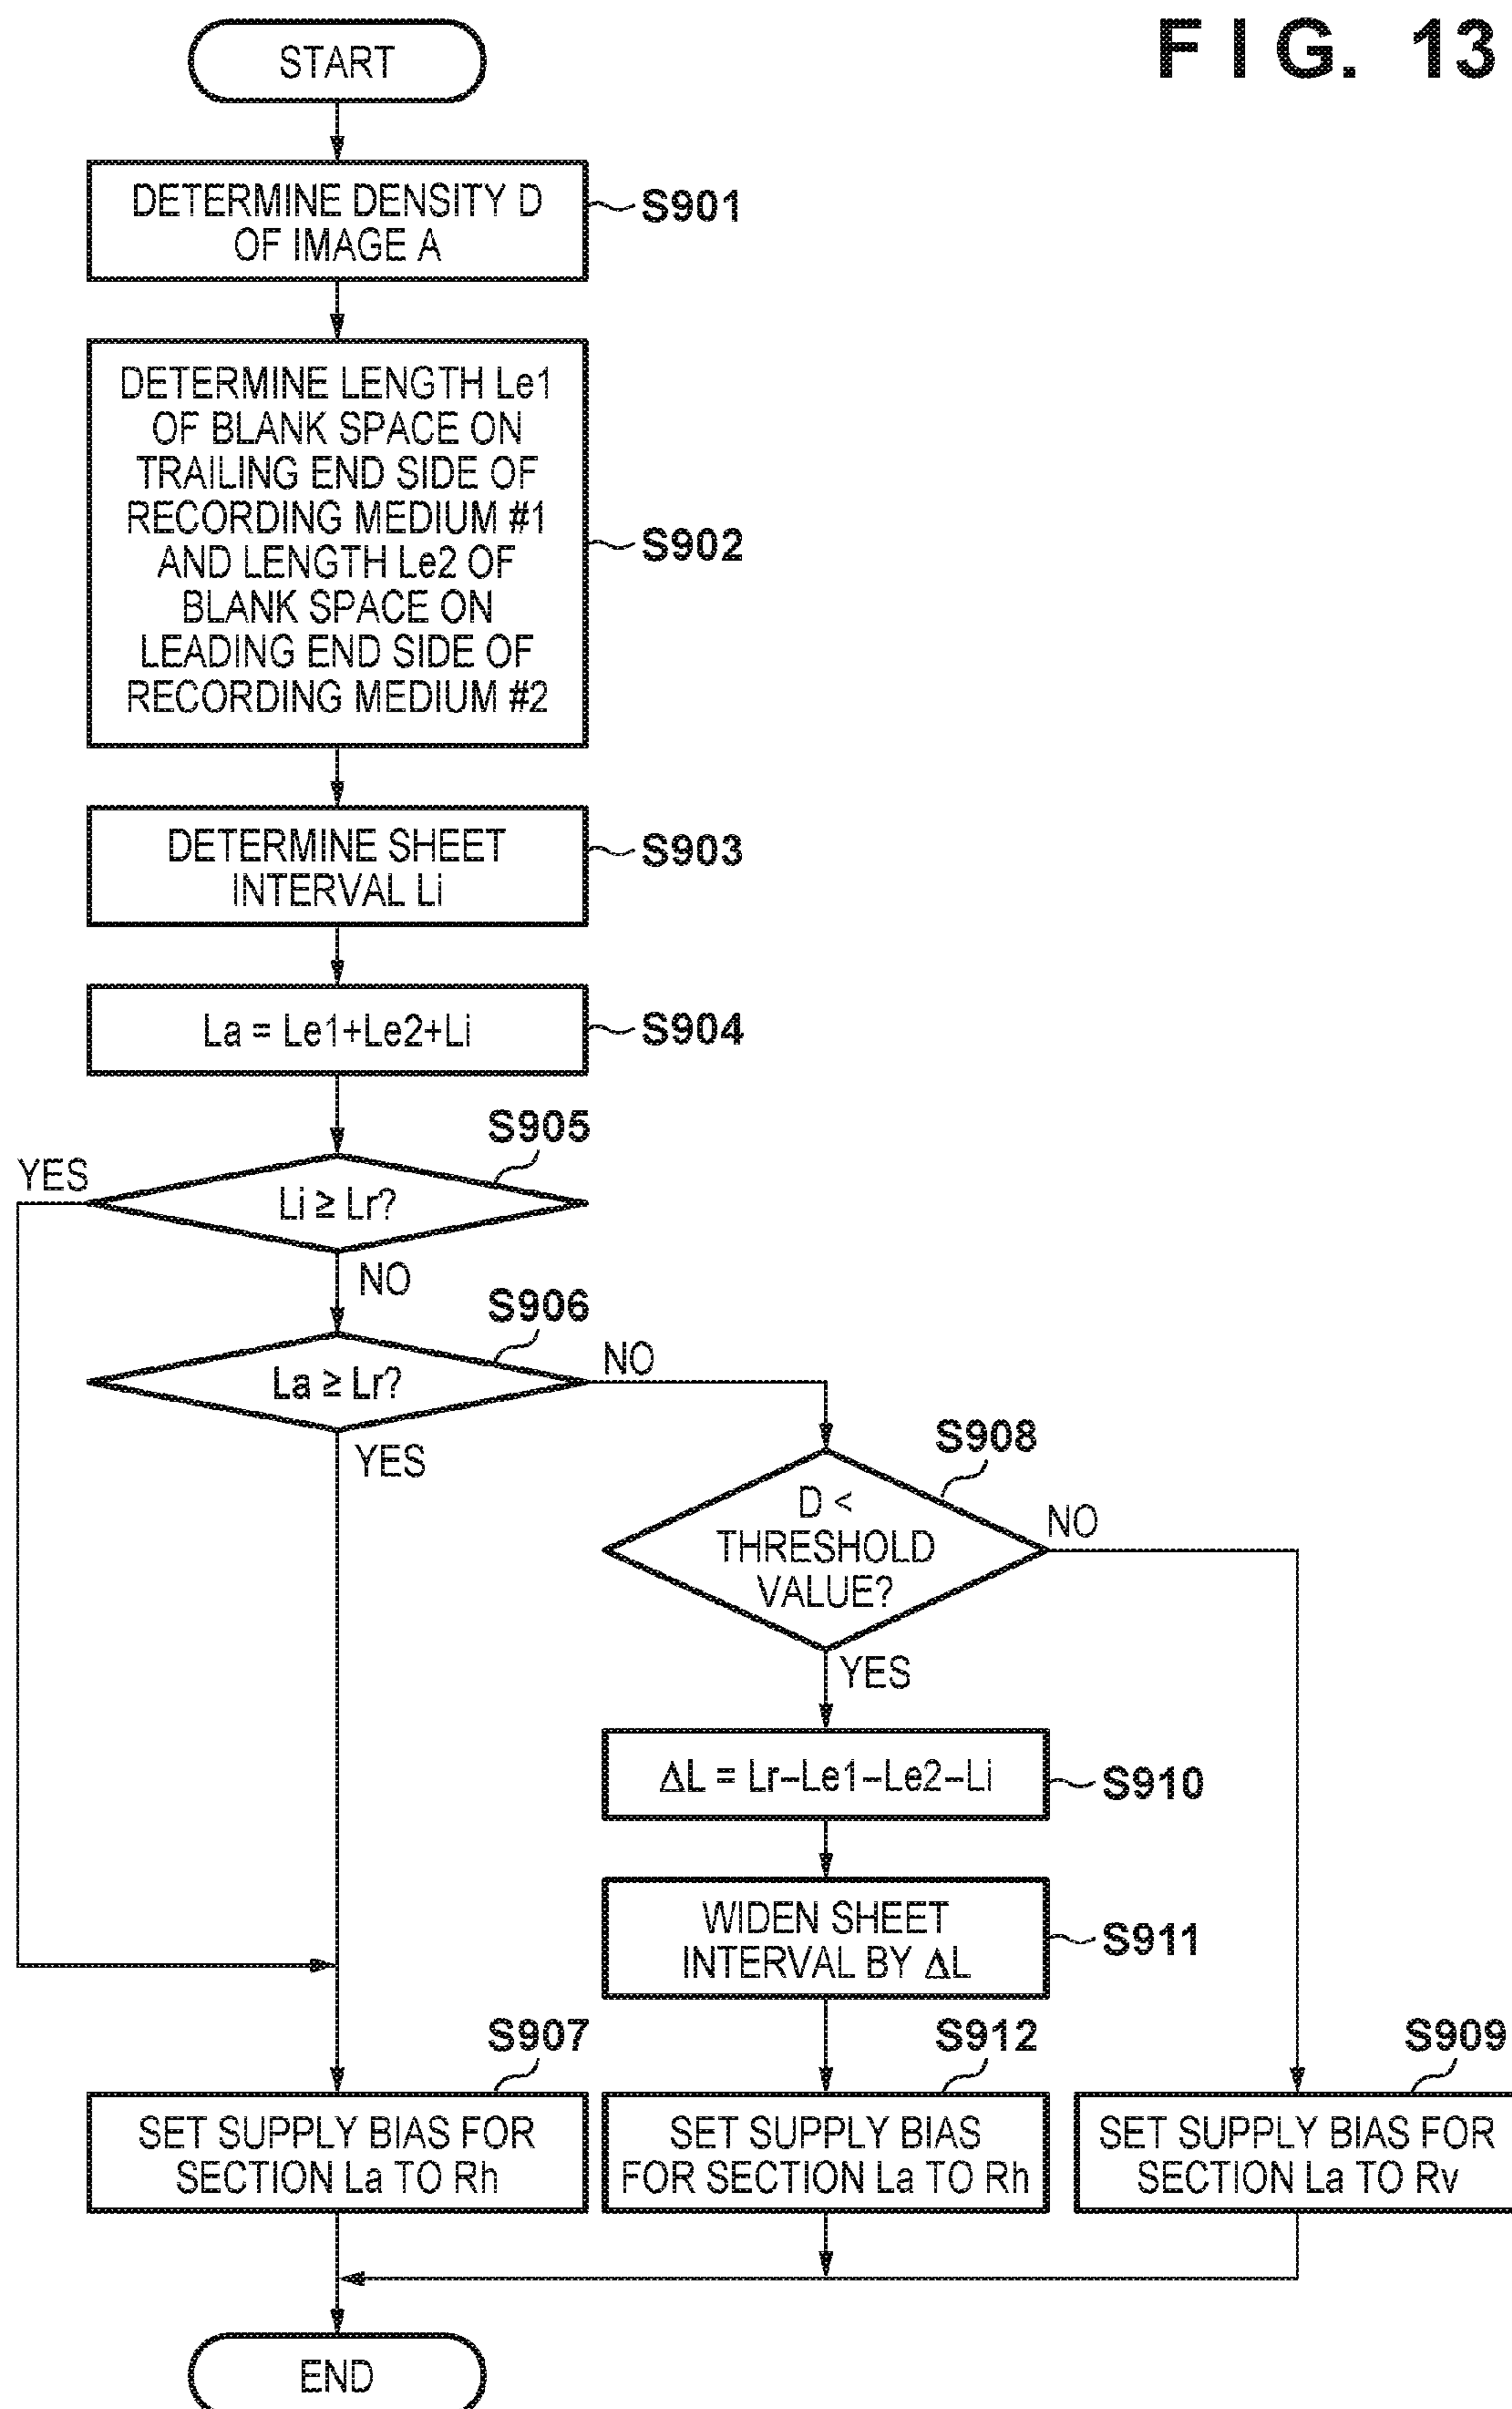 FIG. 13
START
DETERMINE DENSITY D
OF IMAGE A
S901
DETERMINE LENGTH Le1
OF BLANK SPACE ON
TRAILING END SIDE OF
RECORDING MEDIUM #1
AND LENGTH Le2 OF
BLANK SPACE ON
LEADING END SIDE OF
RECORDING MEDIUM #2
S902
DETERMINE SHEET
INTERVAL Li
S903
La = Le1+Le2+Li
S904
S905
YES
Li ≥ Lr?
NO
S906
La ≥ Lr?
NO
YES
S908
D <
THRESHOLD
VALUE?
NO
YES
ΔL = Lr–Le1–Le2–Li
S910
WIDEN SHEET
INTERVAL BY ΔL
S911
S907
SET SUPPLY BIAS FOR
SECTION La TO Rh
S912
SET SUPPLY BIAS
FOR SECTION La TO Rh
S909
SET SUPPLY BIAS FOR
SECTION La TO Rv
END